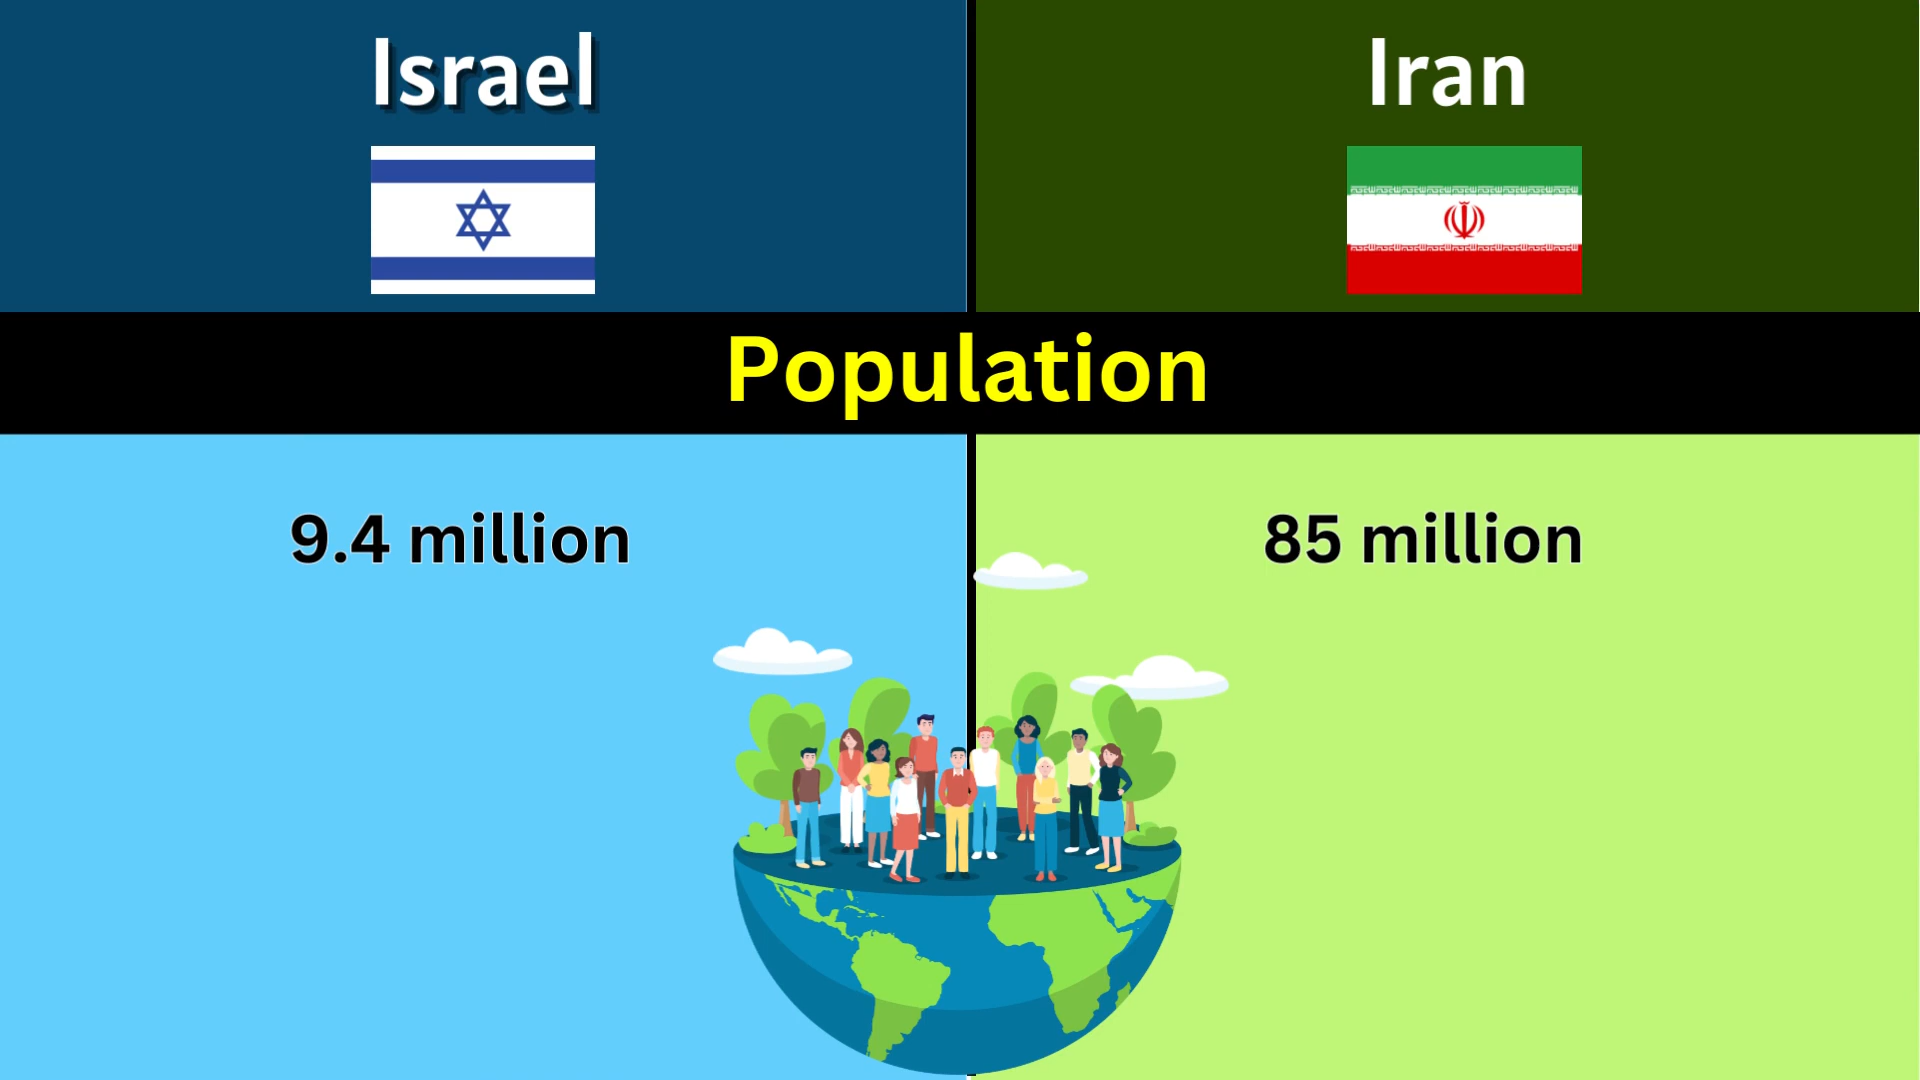 Israel
Iran
Population
9.4 million
85 million